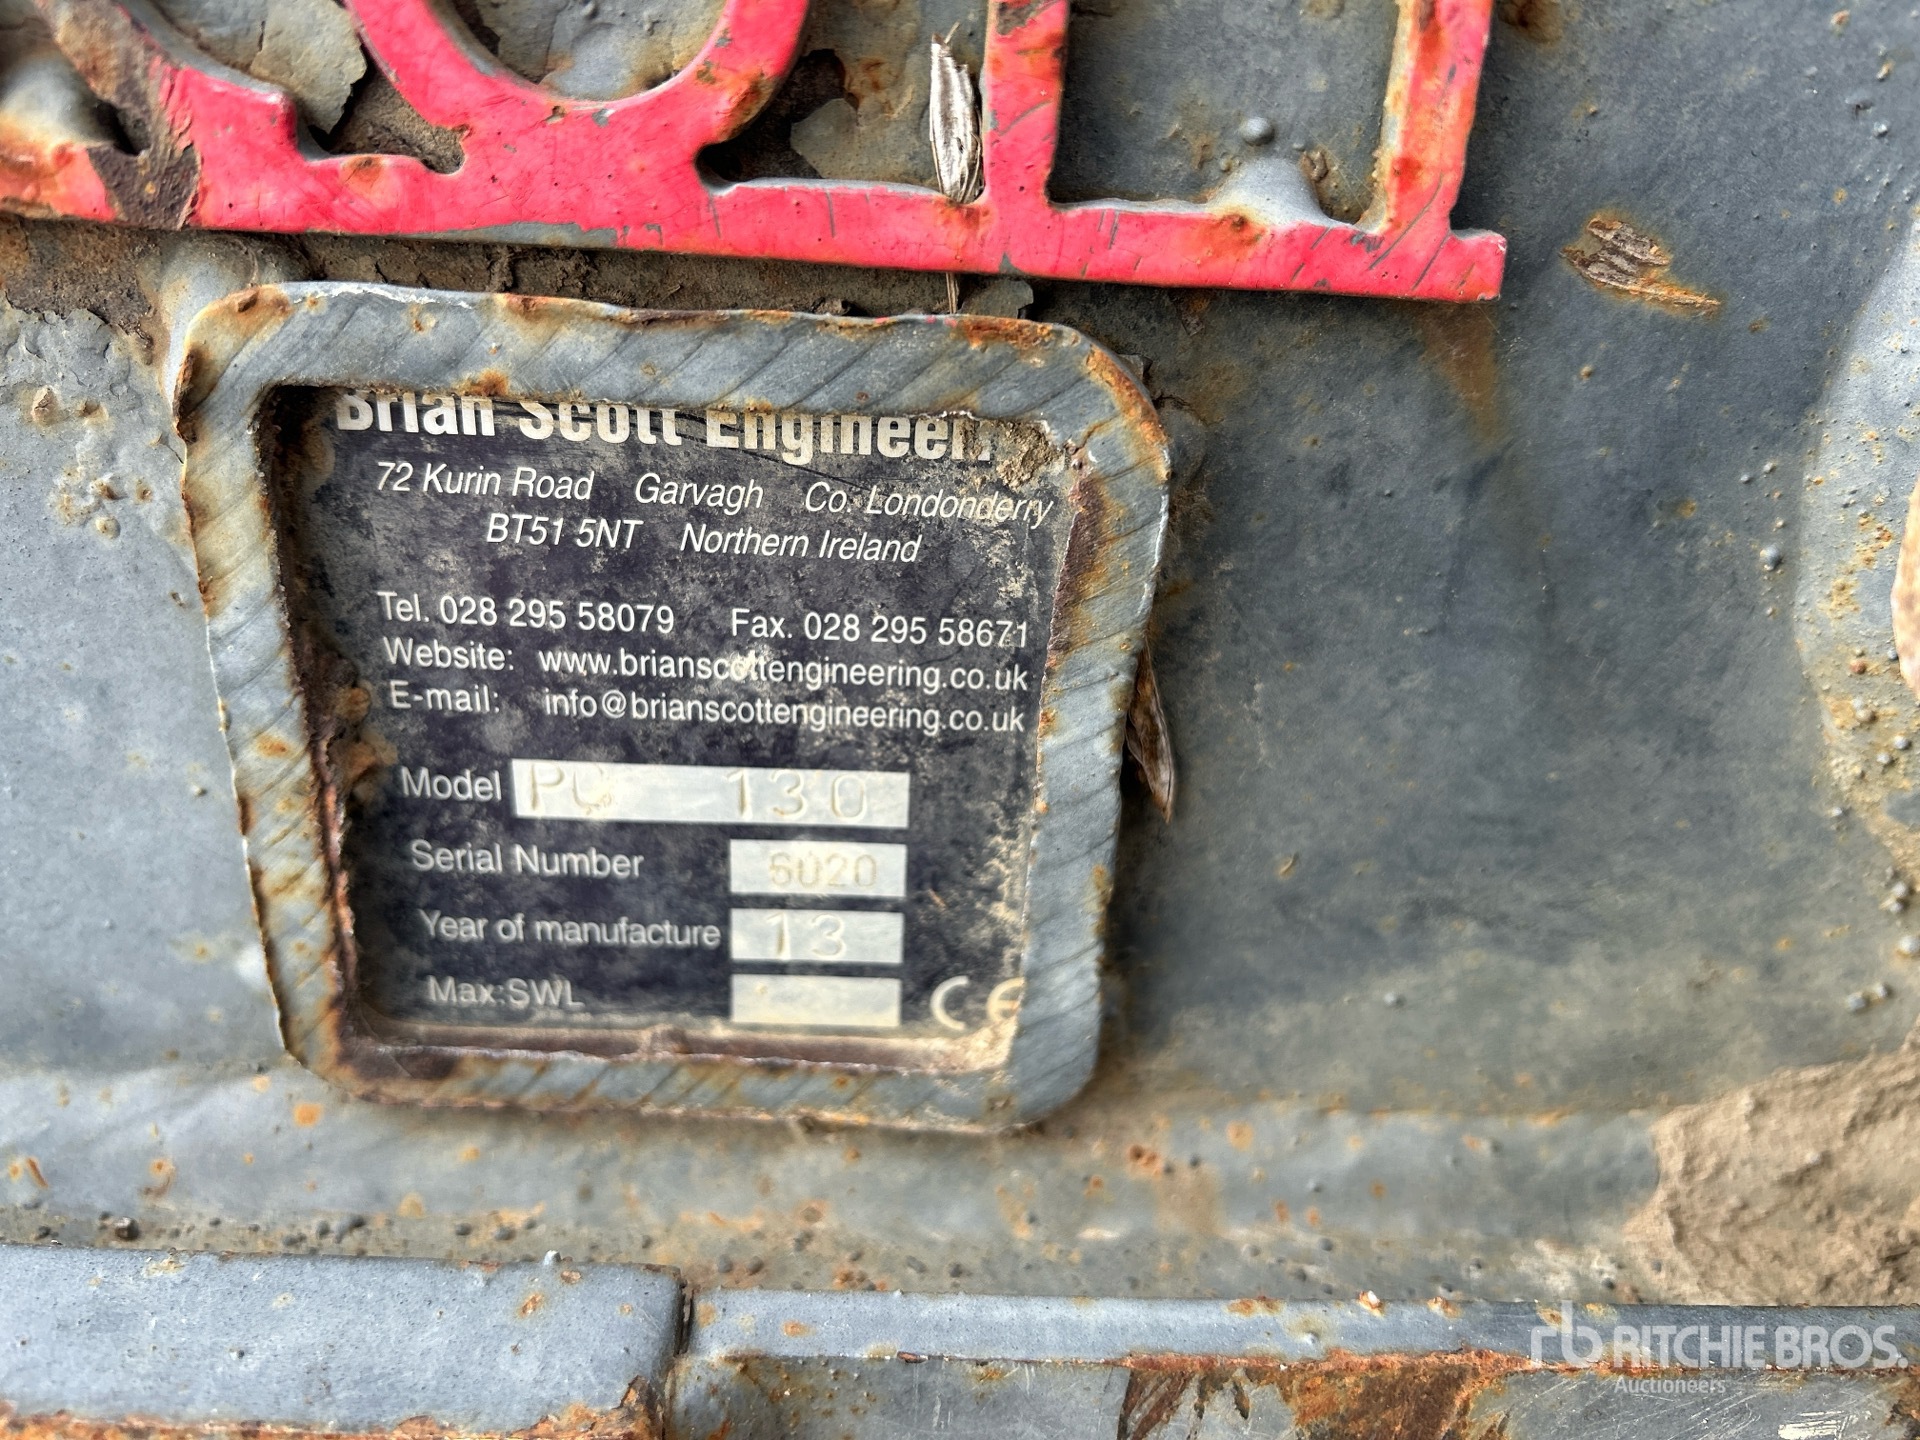 Brian Scott Engineeri
72 Kurin Road Garvagh Co. Londonderry
BT51 5NT Northern Ireland
Tel. 028 295 58079 Fax. 028 295 58671
Website: www.brianscottengineering.co.uk
E-mail: info@brianscottengineering.co.uk
Model 130
Serial Number 6020
Year of manufacture 13
Max:SWL
CE
rb RITCHIE BROS.
Auctioneers